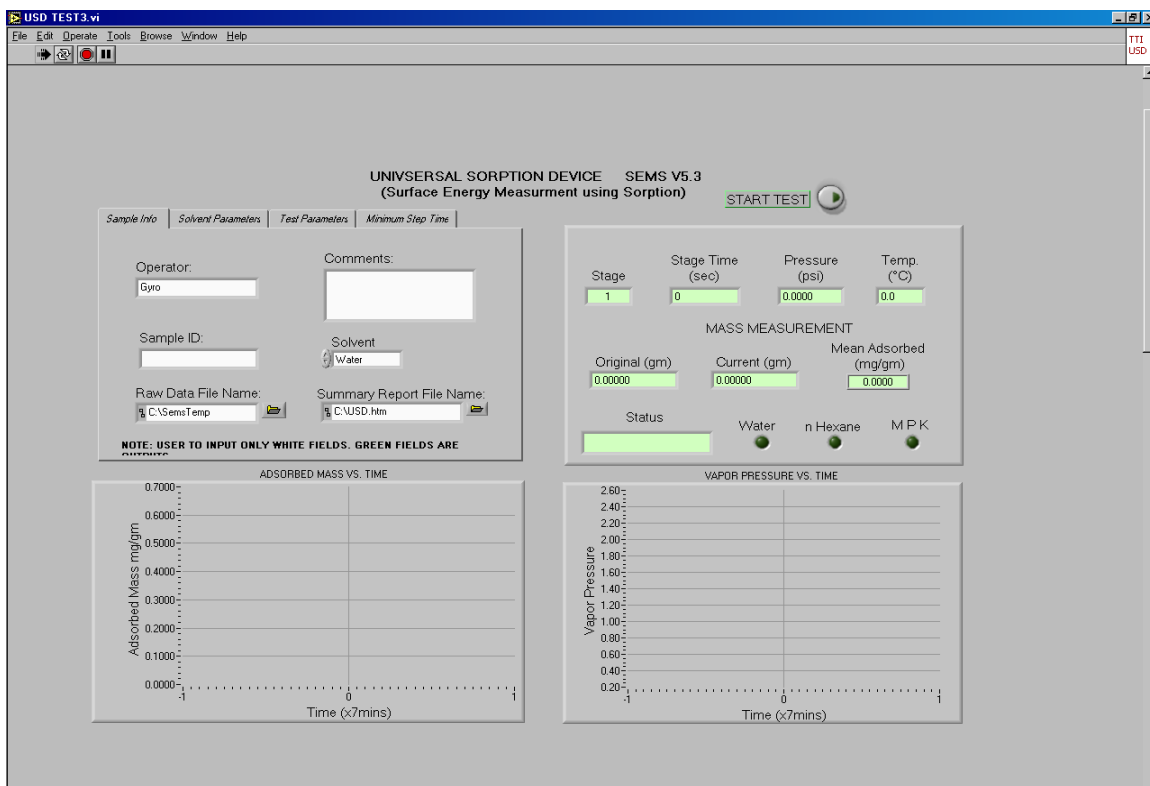 USD TEST3.vi
File Edit Operate Tools Browse Window Help
TTI
USD
UNIVSERSAL SORPTION DEVICE SEMS V5.3
(Surface Energy Measurment using Sorption)
START TEST
Sample Info Solvent Parameters Test Parameters Minimum Step Time
Operator:
Gyro
Comments:
Sample ID:
Solvent
Water
Raw Data File Name:
C:\SemsTemp
Summary Report File Name:
C:\USD.htm
NOTE: USER TO INPUT ONLY WHITE FIELDS. GREEN FIELDS ARE
OUTPUTS
Stage
1
Stage Time
(sec)
0
Pressure
(psi)
0.0000
Temp.
(°C)
0.0
MASS MEASUREMENT
Original (gm)
0.00000
Current (gm)
0.00000
Mean Adsorbed
(mg/gm)
0.0000
Status
Water
n Hexane
M P K
ADSORBED MASS VS. TIME
Adsorbed Mass mg/gm
0.7000
0.6000
0.5000
0.4000
0.3000
0.2000
0.1000
0.0000
-1 0 1
Time (x7mins)
VAPOR PRESSURE VS. TIME
Vapor Pressure
2.60
2.40
2.20
2.00
1.80
1.60
1.40
1.20
1.00
0.80
0.60
0.40
0.20
-1 0 1
Time (x7mins)